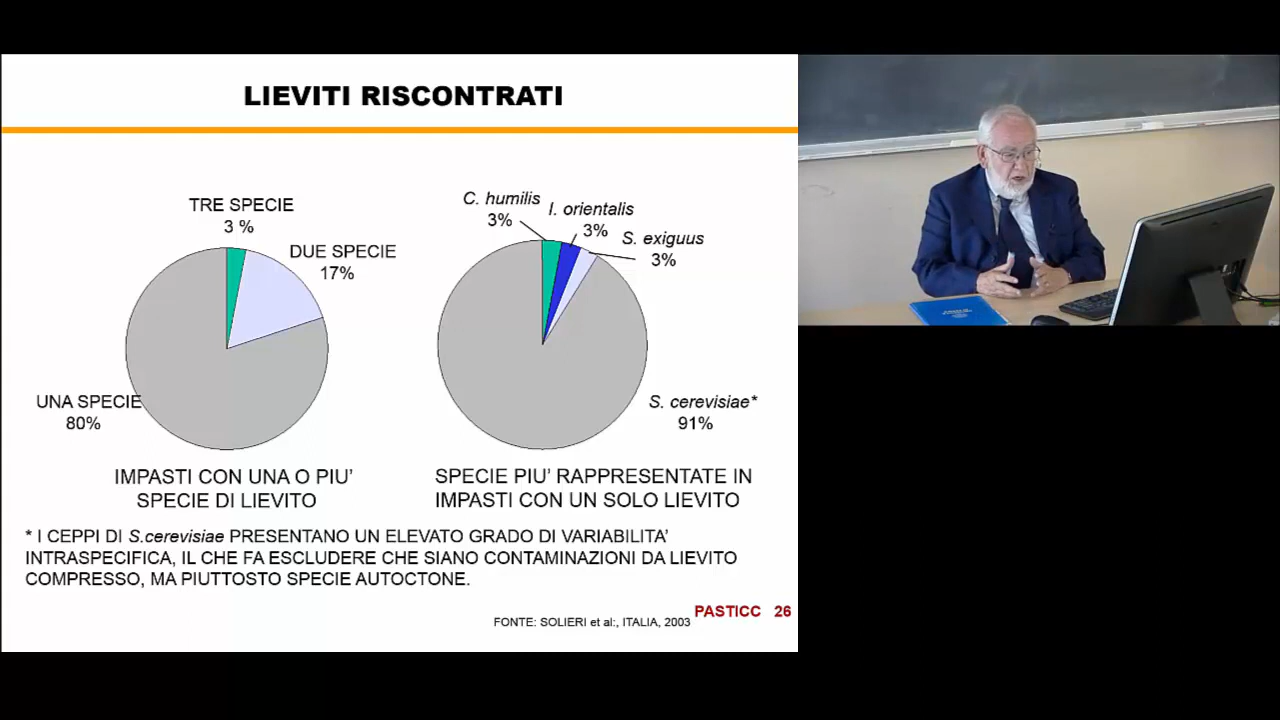 LIEVITI RISCONTRATI
TRE SPECIE
3 %
DUE SPECIE
17%
UNA SPECIE
80%
IMPASTI CON UNA O PIU'
SPECIE DI LIEVITO
C. humilis
3%
I. orientalis
3%
S. exiguus
3%
S. cerevisiae*
91%
SPECIE PIU' RAPPRESENTATE IN
IMPASTI CON UN SOLO LIEVITO
* I CEPPI DI S.cerevisiae PRESENTANO UN ELEVATO GRADO DI VARIABILITA'
INTRASPECIFICA, IL CHE FA ESCLUDERE CHE SIANO CONTAMINAZIONI DA LIEVITO
COMPRESSO, MA PIUTTOSTO SPECIE AUTOCTONE.
PASTICC 26
FONTE: SOLIERI et al:, ITALIA, 2003